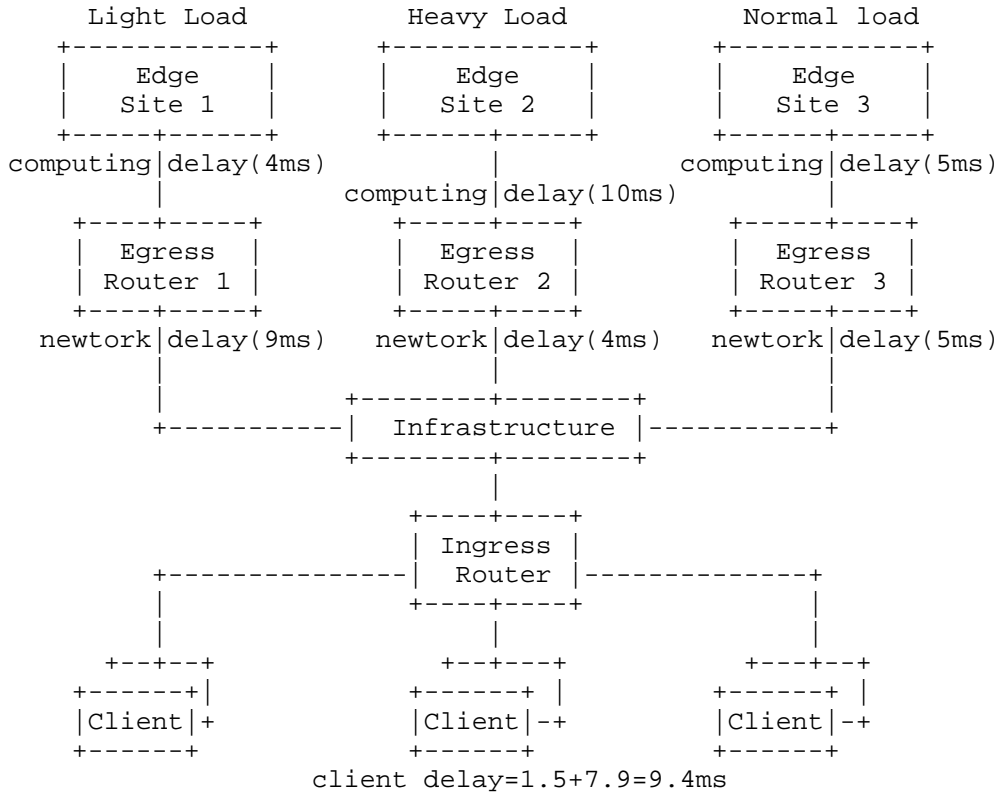 Light Load Heavy Load Normal load
Edge Edge Edge
Site 1 Site 2 Site 3
computing delay(4ms) computing delay(5ms)
computing delay(10ms)
Egress Egress Egress
Router 1 Router 2 Router 3
newtork delay(9ms) newtork delay(4ms) newtork delay(5ms)
Infrastructure
Ingress
Router
Client Client Client
client delay=1.5+7.9=9.4ms